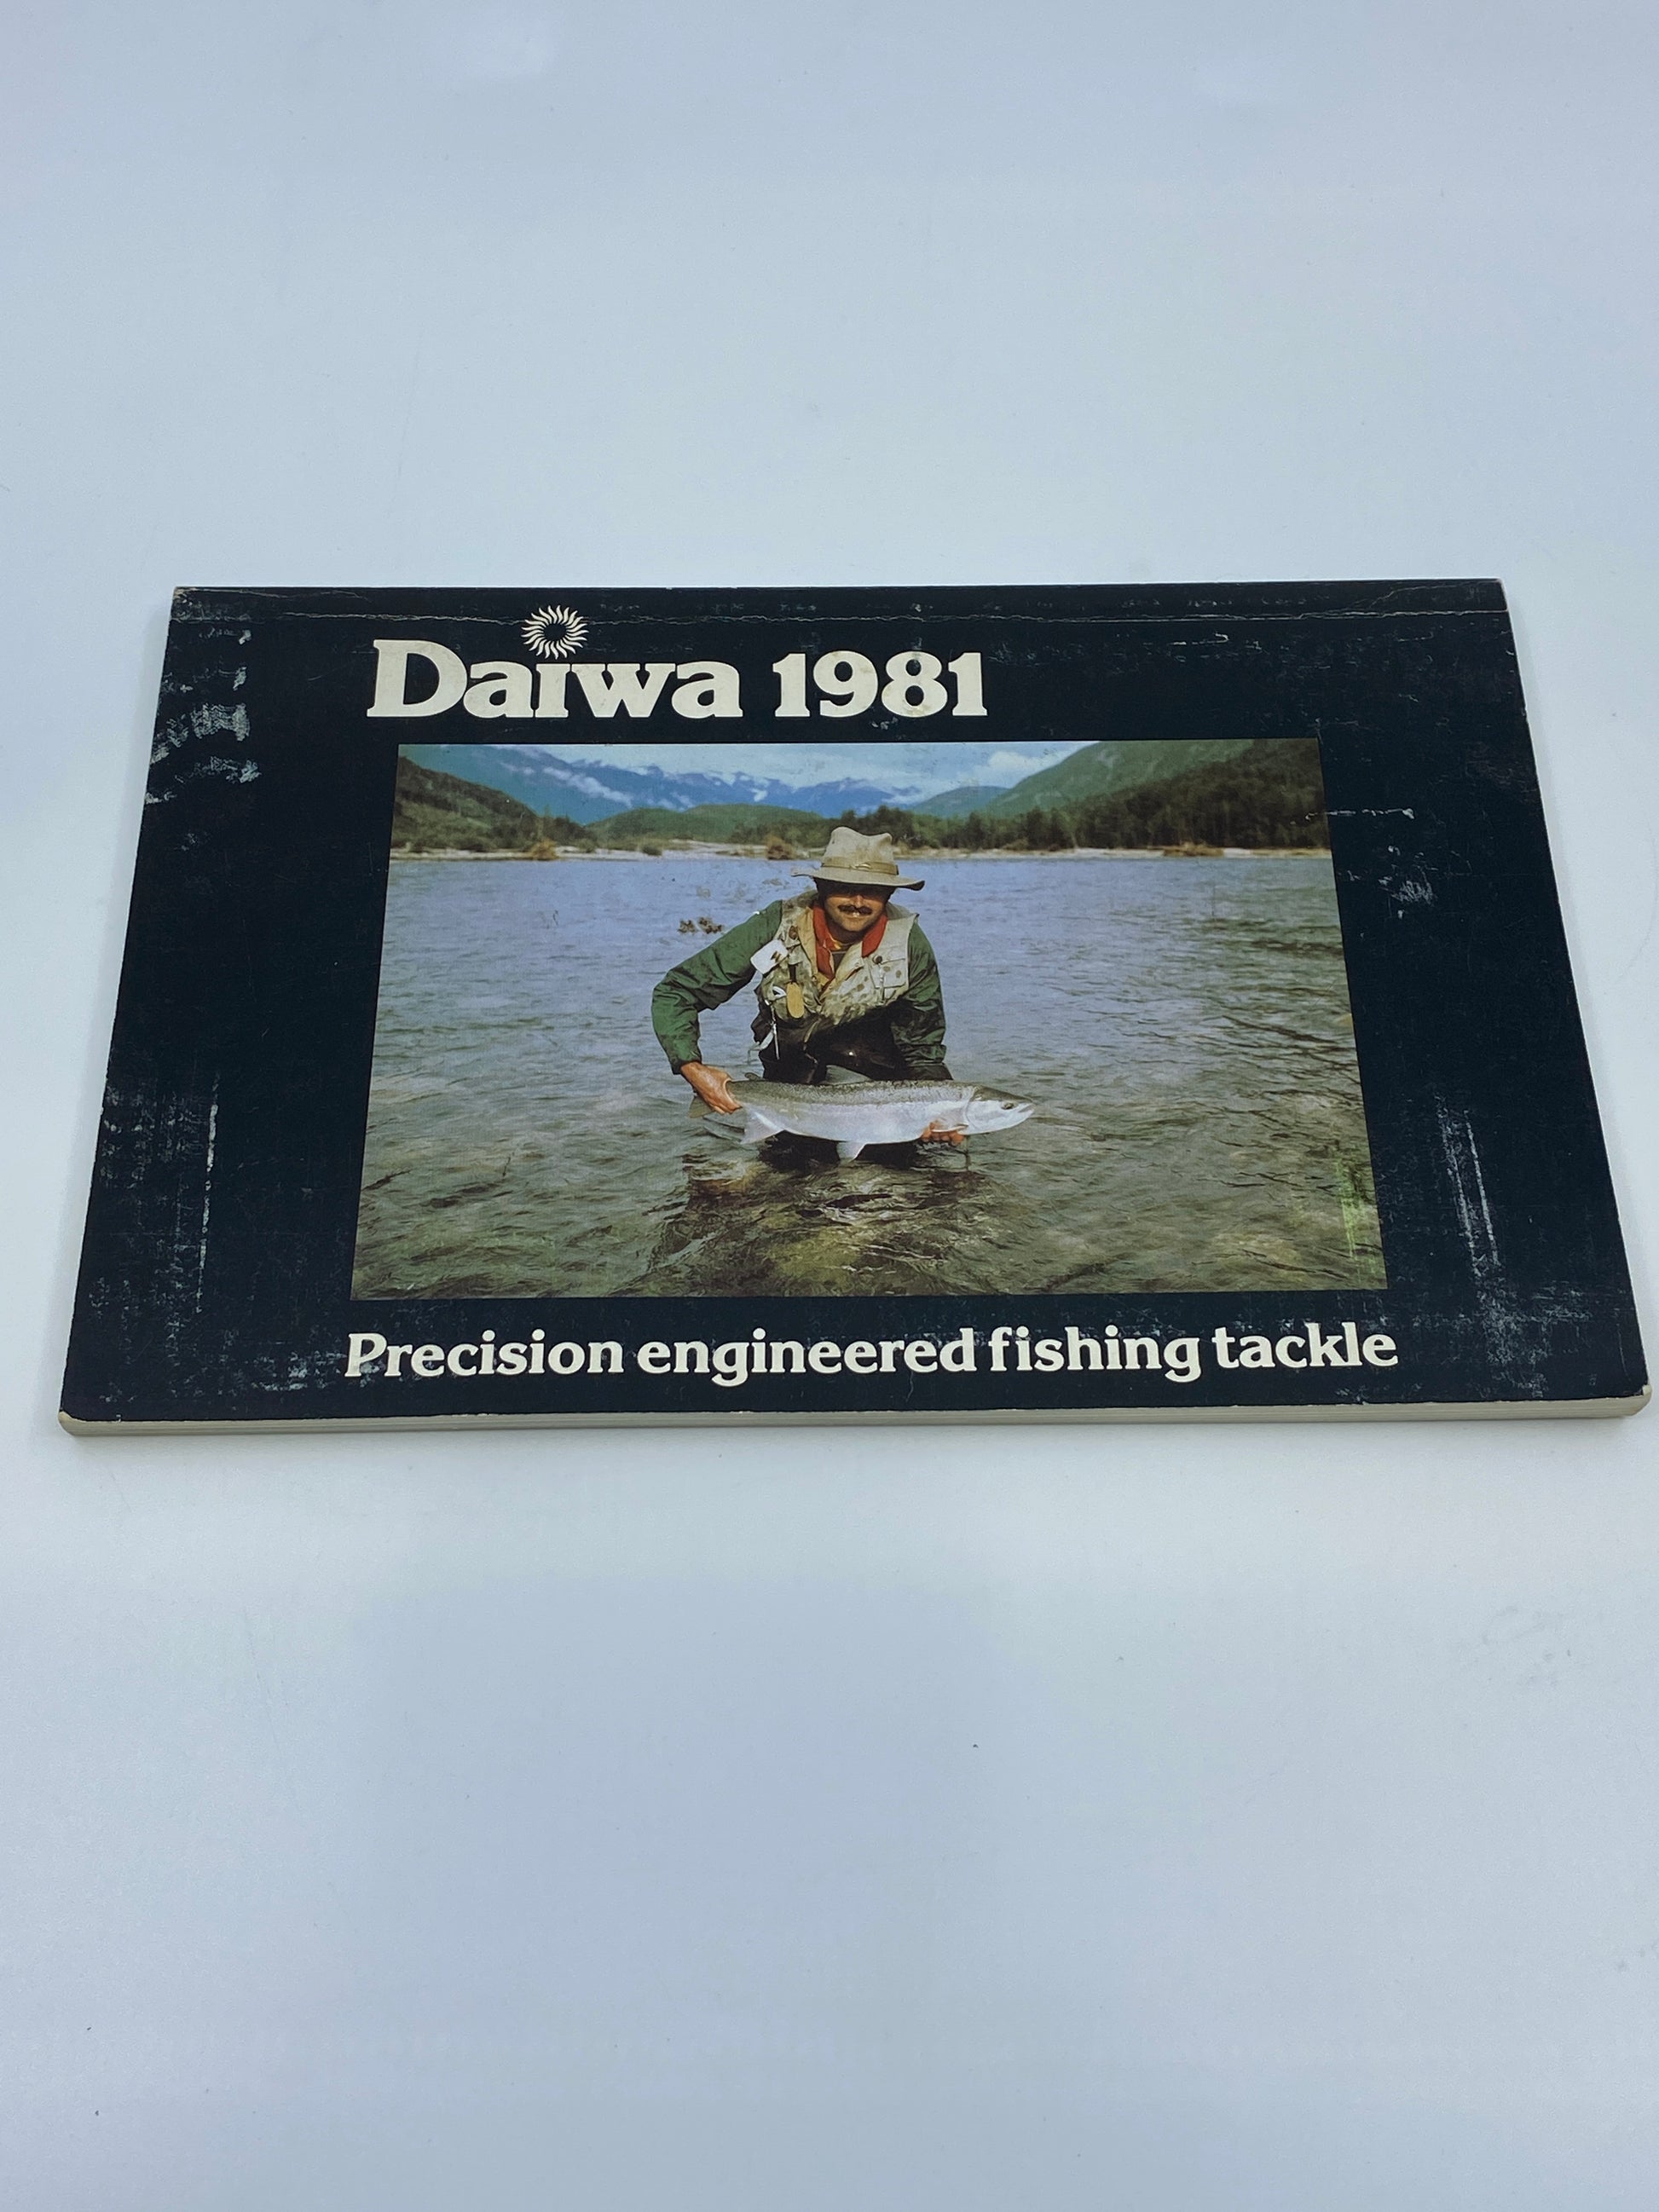 Daiwa 1981
Precision engineered fishing tackle